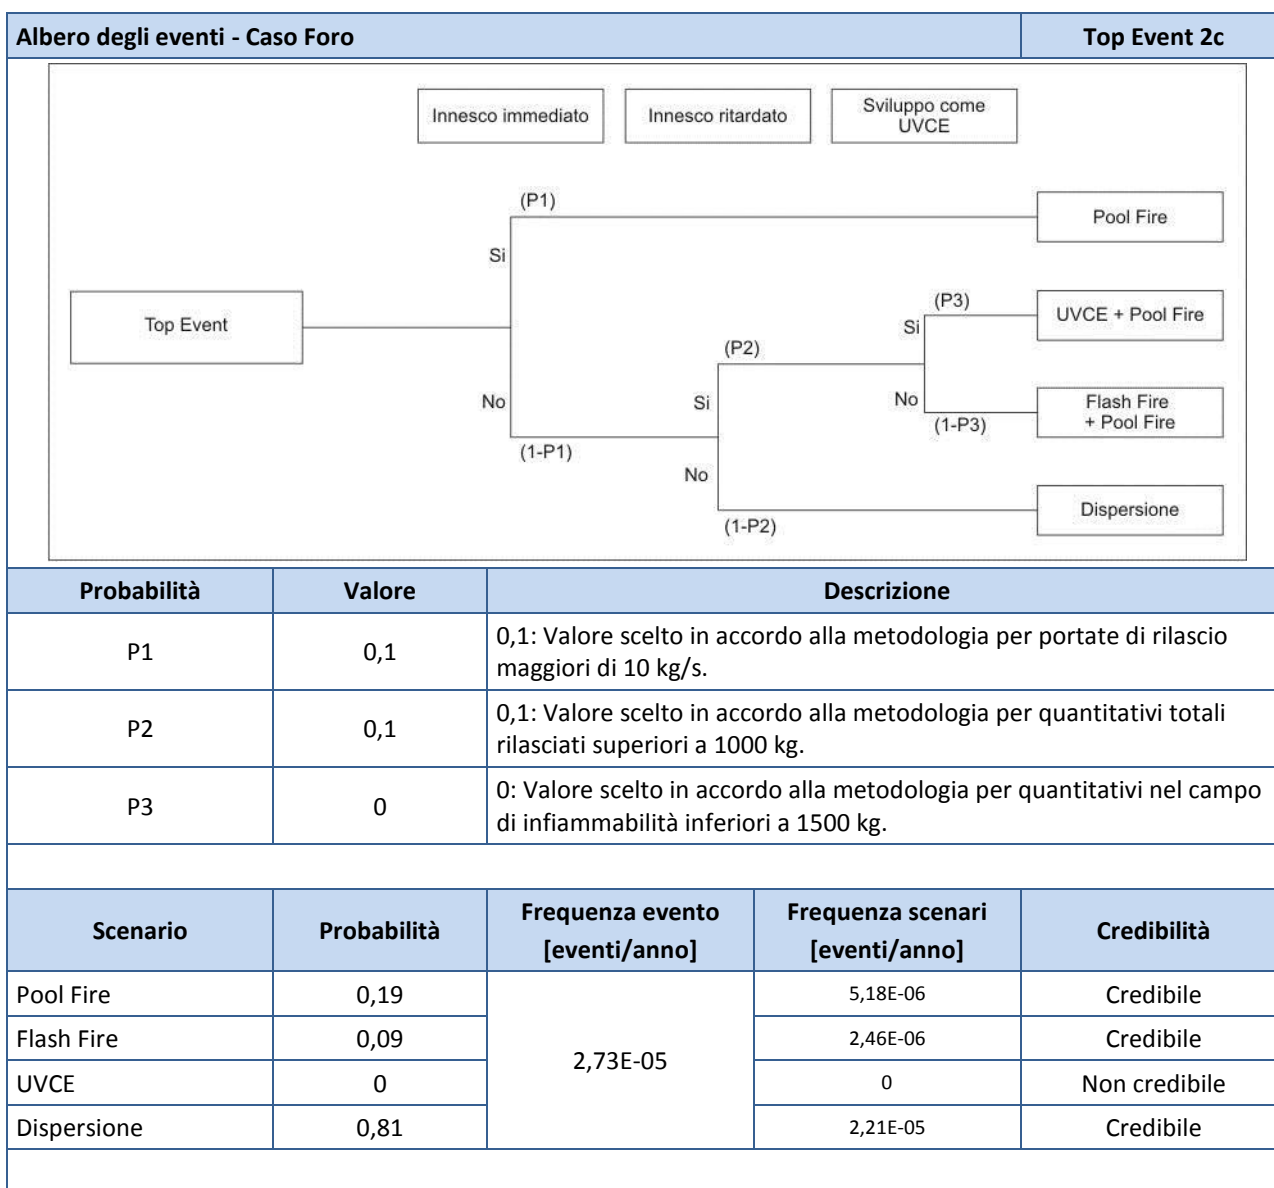 Albero degli eventi - Caso Foro
Top Event 2c
Innesco immediato
Innesco ritardato
Sviluppo come
UVCE
(P1)
Pool Fire
Si
Top Event
(P3)
UVCE + Pool Fire
Si
(P2)
No
Si
No
Flash Fire
+ Pool Fire
(1-P3)
(1-P1)
No
Dispersione
(1-P2)
Probabilità
Valore
Descrizione
P1
0,1
0,1: Valore scelto in accordo alla metodologia per portate di rilascio
maggiori di 10 kg/s.
P2
0,1
0,1: Valore scelto in accordo alla metodologia per quantitativi totali
rilasciati superiori a 1000 kg.
P3
0
0: Valore scelto in accordo alla metodologia per quantitativi nel campo
di infiammabilità inferiori a 1500 kg.
Scenario
Probabilità
Frequenza evento
[eventi/anno]
Frequenza scenari
[eventi/anno]
Credibilità
Pool Fire
0,19
2,73E-05
5,18E-06
Credibile
Flash Fire
0,09
2,46E-06
Credibile
UVCE
0
0
Non credibile
Dispersione
0,81
2,21E-05
Credibile